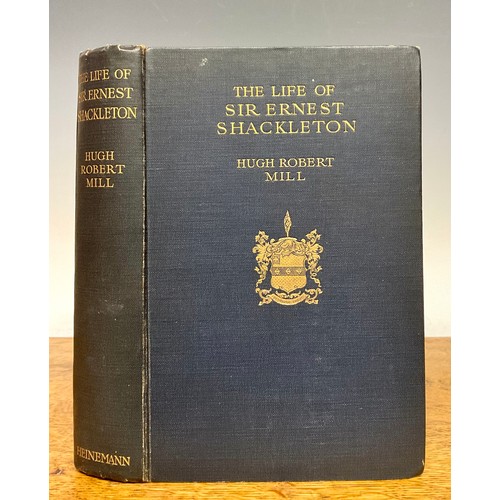 THE LIFE OF
SIR ERNEST
SHACKLETON
HUGH
ROBERT
MILL
HEINEMANN
THE LIFE OF
SIR ERNEST
SHACKLETON
HUGH ROBERT
MILL